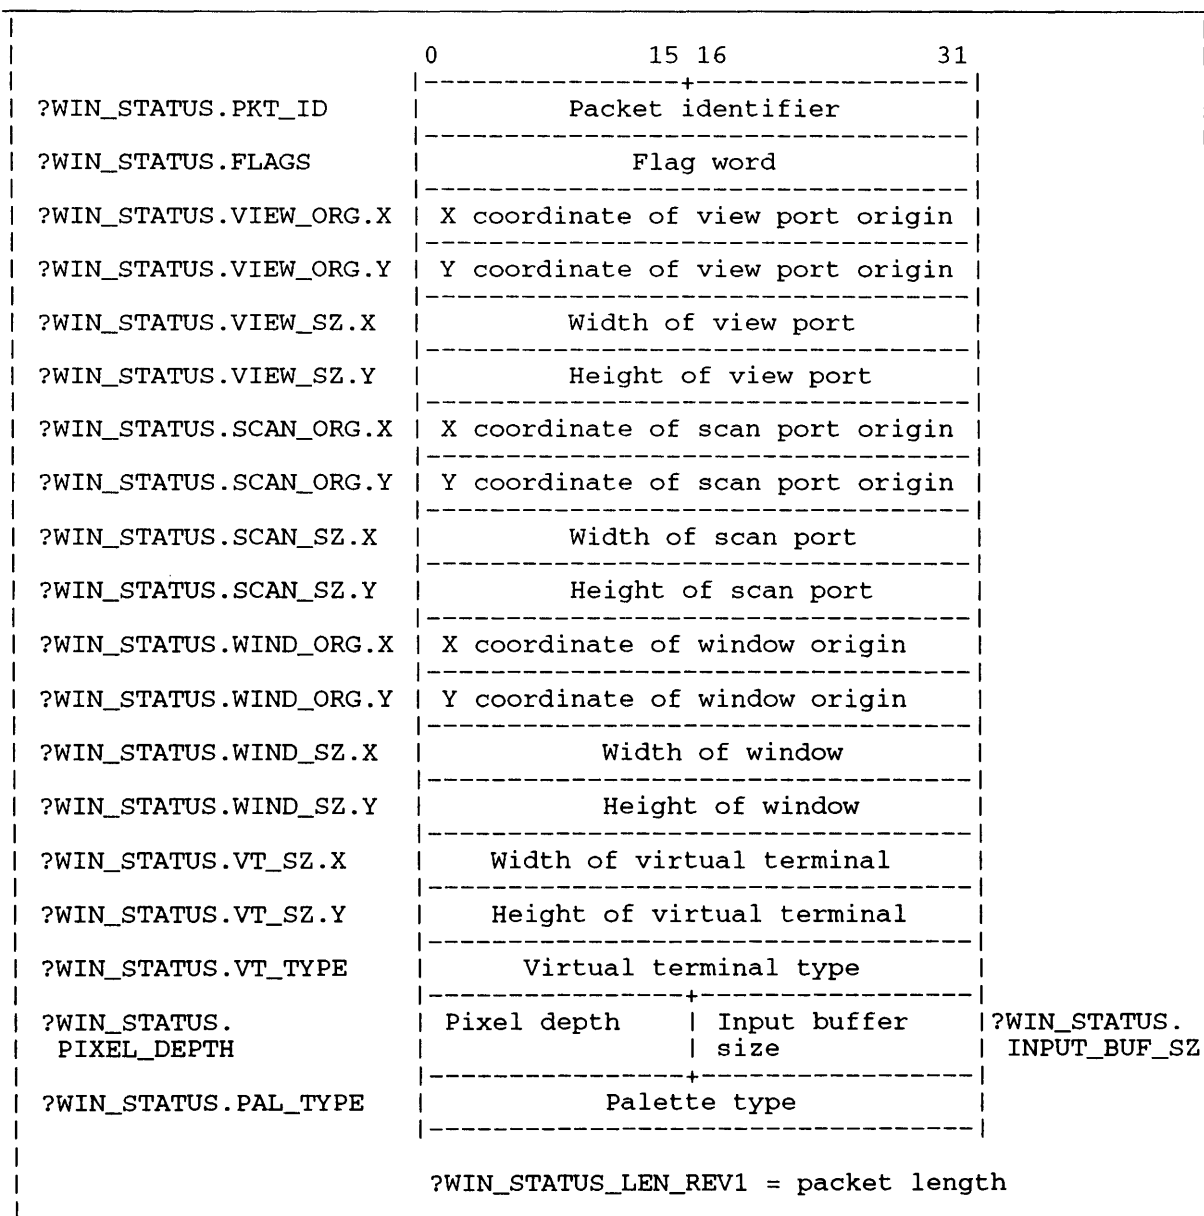 0 15 16 31
?WIN_STATUS.PKT_ID Packet identifier
?WIN_STATUS.FLAGS Flag word
?WIN_STATUS.VIEW_ORG.X X coordinate of view port origin
?WIN_STATUS.VIEW_ORG.Y Y coordinate of view port origin
?WIN_STATUS.VIEW_SZ.X Width of view port
?WIN_STATUS.VIEW_SZ.Y Height of view port
?WIN_STATUS.SCAN_ORG.X X coordinate of scan port origin
?WIN_STATUS.SCAN_ORG.Y Y coordinate of scan port origin
?WIN_STATUS.SCAN_SZ.X Width of scan port
?WIN_STATUS.SCAN_SZ.Y Height of scan port
?WIN_STATUS.WIND_ORG.X X coordinate of window origin
?WIN_STATUS.WIND_ORG.Y Y coordinate of window origin
?WIN_STATUS.WIND_SZ.X Width of window
?WIN_STATUS.WIND_SZ.Y Height of window
?WIN_STATUS.VT_SZ.X Width of virtual terminal
?WIN_STATUS.VT_SZ.Y Height of virtual terminal
?WIN_STATUS.VT_TYPE Virtual terminal type
?WIN_STATUS. Pixel depth Input buffer ?WIN_STATUS.
PIXEL_DEPTH size INPUT_BUF_SZ
?WIN_STATUS.PAL_TYPE Palette type
?WIN_STATUS_LEN_REV1 = packet length